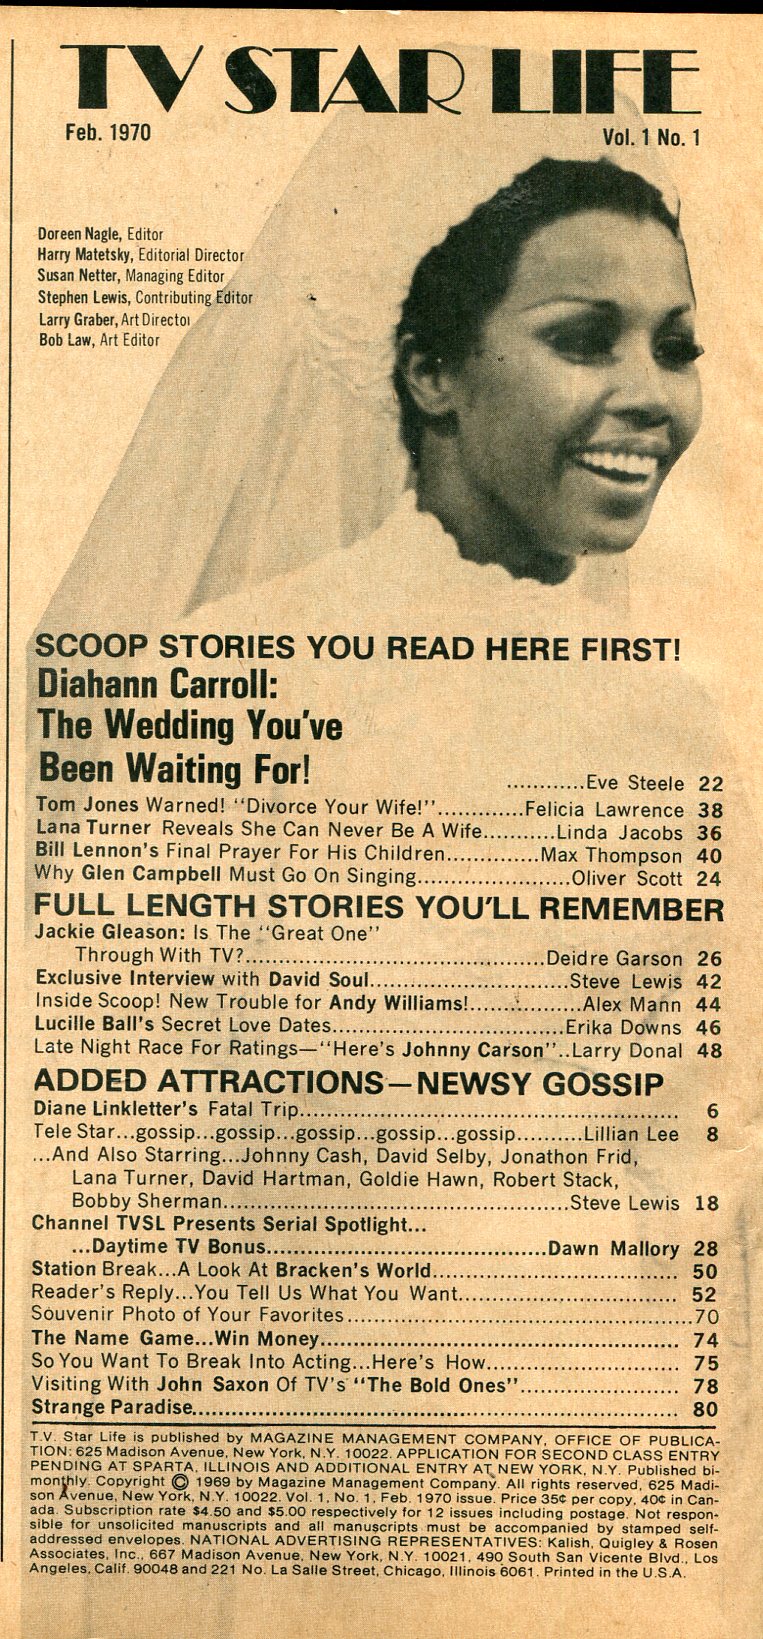 TV STAR LIFE
Feb. 1970
Vol. 1 No. 1
Doreen Nagle, Editor
Harry Matetsky, Editorial Director
Susan Netter, Managing Editor
Stephen Lewis, Contributing Editor
Larry Graber, Art Director
Bob Law, Art Editor
SCOOP STORIES YOU READ HERE FIRST!
Diahann Carroll:
The Wedding You've
Been Waiting For!
............Eve Steele 22
Tom Jones Warned! "Divorce Your Wife!".............Felicia Lawrence 38
Lana Turner Reveals She Can Never Be A Wife...........Linda Jacobs 36
Bill Lennon's Final Prayer For His Children..............Max Thompson 40
Why Glen Campbell Must Go On Singing.......................Oliver Scott 24
FULL LENGTH STORIES YOU'LL REMEMBER
Jackie Gleason: Is The "Great One"
Through With TV?.............................................Deidre Garson 26
Exclusive Interview with David Soul..............................Steve Lewis 42
Inside Scoop! New Trouble for Andy Williams!.................Alex Mann 44
Lucille Ball's Secret Love Dates...................................Erika Downs 46
Late Night Race For Ratings—"Here's Johnny Carson"..Larry Donal 48
ADDED ATTRACTIONS—NEWSY GOSSIP
Diane Linkletter's Fatal Trip......................................................... 6
Tele Star...gossip...gossip...gossip...gossip...gossip..........Lillian Lee 8
...And Also Starring...Johnny Cash, David Selby, Jonathon Frid,
Lana Turner, David Hartman, Goldie Hawn, Robert Stack,
Bobby Sherman....................................................Steve Lewis 18
Channel TVSL Presents Serial Spotlight...
...Daytime TV Bonus..........................................Dawn Mallory 28
Station Break...A Look At Bracken's World..................................... 50
Reader's Reply...You Tell Us What You Want................................. 52
Souvenir Photo of Your Favorites....................................................70
The Name Game...Win Money...................................................... 74
So You Want To Break Into Acting...Here's How............................. 75
Visiting With John Saxon Of TV's "The Bold Ones"........................ 78
Strange Paradise......................................................................... 80
T.V. Star Life is published by MAGAZINE MANAGEMENT COMPANY, OFFICE OF PUBLICA-
TION: 625 Madison Avenue, New York, N.Y. 10022. APPLICATION FOR SECOND CLASS ENTRY
PENDING AT SPARTA, ILLINOIS AND ADDITIONAL ENTRY AT NEW YORK, N.Y. Published bi-
monthly. Copyright © 1969 by Magazine Management Company. All rights reserved, 625 Madi-
son Avenue, New York, N.Y. 10022. Vol. 1, No. 1, Feb. 1970 issue. Price 35¢ per copy, 40¢ in Can-
ada. Subscription rate $4.50 and $5.00 respectively for 12 issues including postage. Not respon-
sible for unsolicited manuscripts and all manuscripts must be accompanied by stamped self-
addressed envelopes. NATIONAL ADVERTISING REPRESENTATIVES: Kalish, Quigley & Rosen
Associates, Inc., 667 Madison Avenue, New York, N.Y. 10021, 490 South San Vicente Blvd., Los
Angeles, Calif. 90048 and 221 No. La Salle Street, Chicago, Illinois 6061. Printed in the U.S.A.